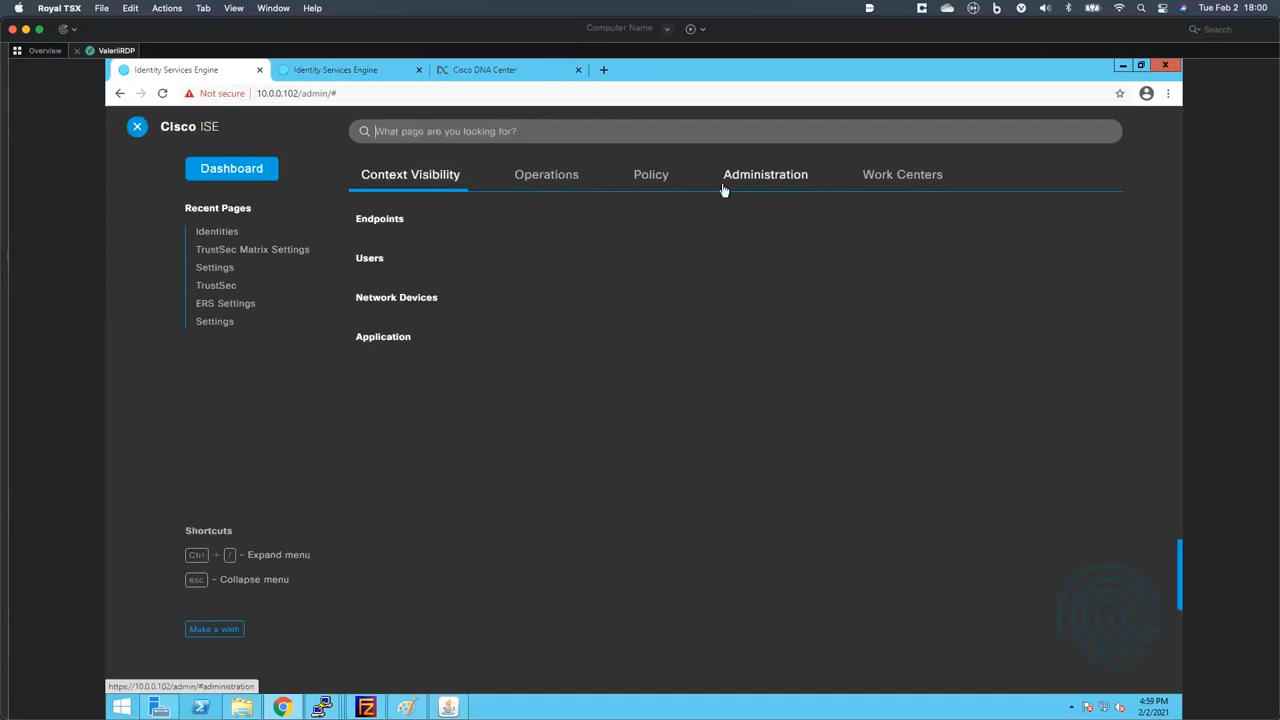 Royal TSX File Edit Actions Tab View Window Help Tue Feb 2 18:00
Computer Name Search
Overview ValeriiRDP
Identity Services Engine Identity Services Engine Cisco DNA Center
Not secure 10.0.0.102/admin/#
Cisco ISE What page are you looking for?
Dashboard Context Visibility Operations Policy Administration Work Centers
Recent Pages
Endpoints
Identities
TrustSec Matrix Settings
Users
Settings
TrustSec
Network Devices
ERS Settings
Settings
Application
Shortcuts
Ctrl + / - Expand menu
esc - Collapse menu
Make a wish
https://10.0.0.102/admin/#administration
4:59 PM
2/2/2021